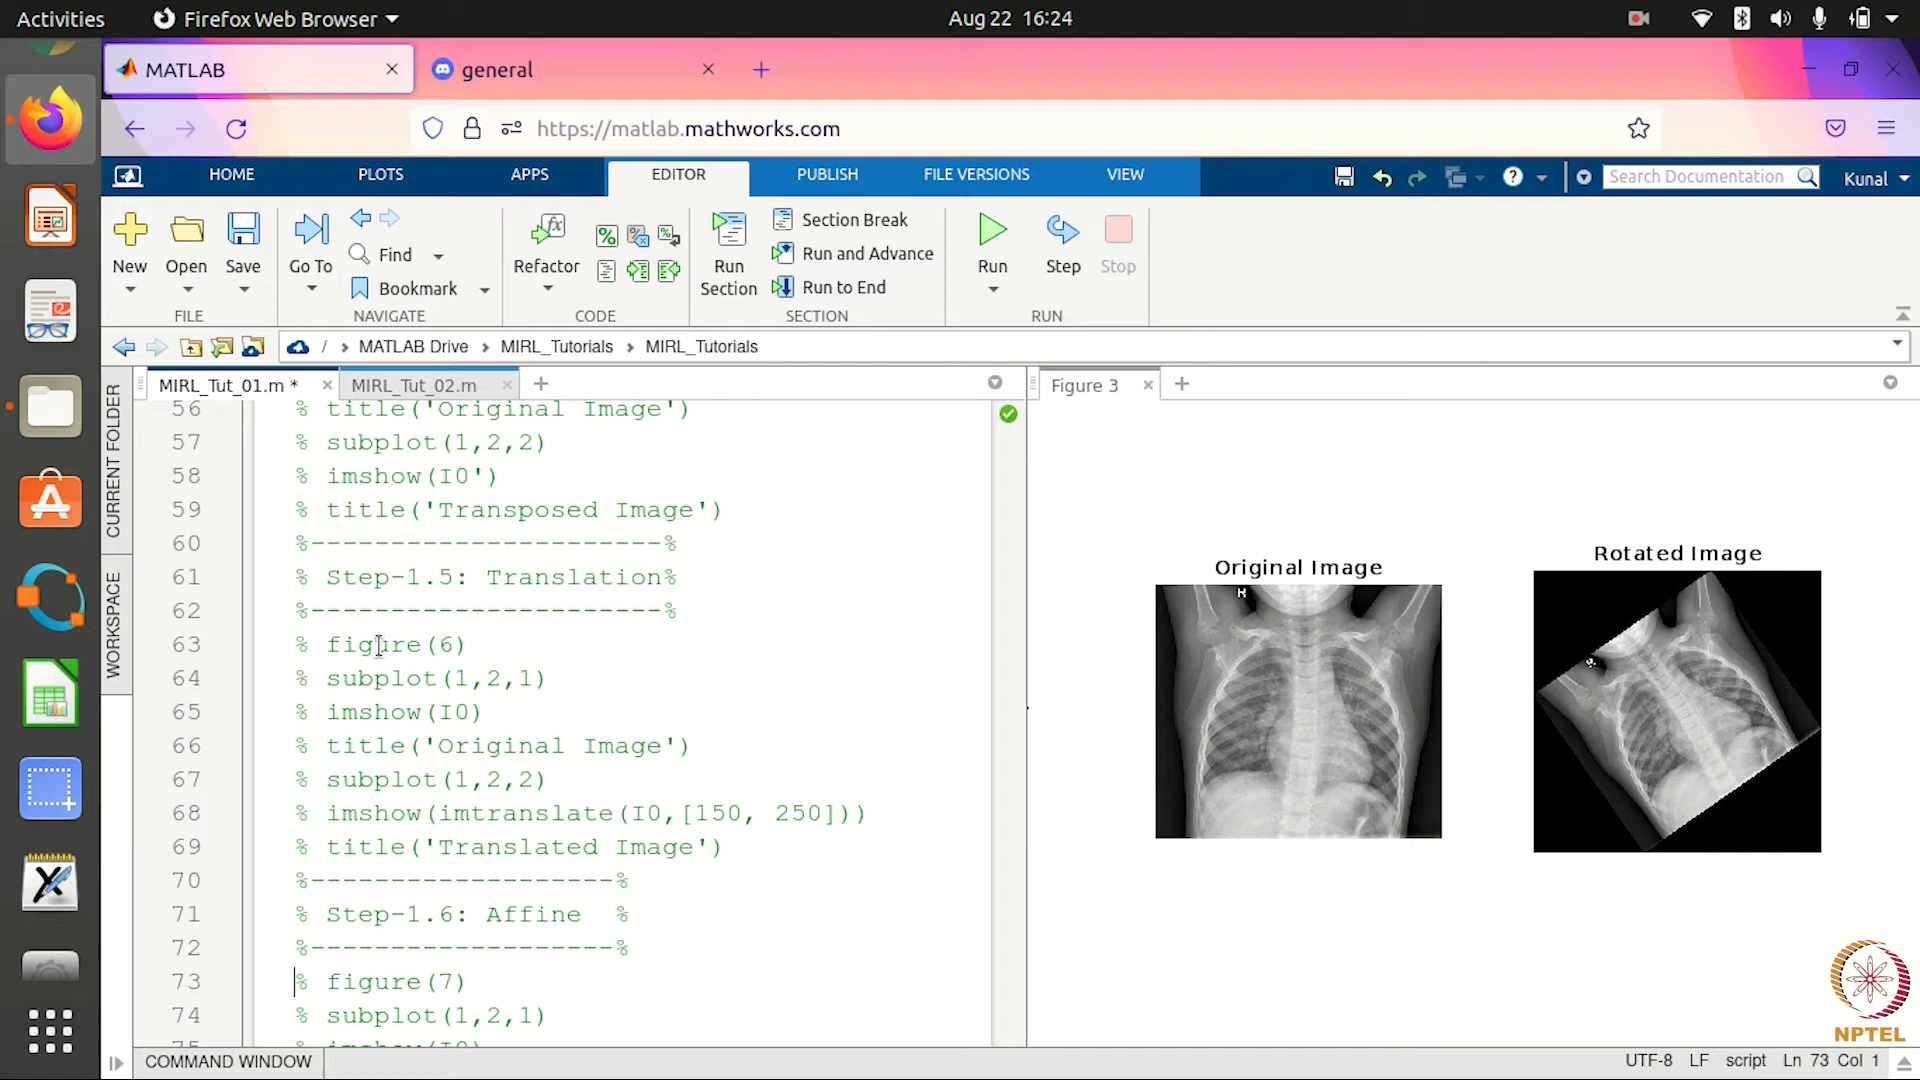 Activities
Firefox Web Browser
Aug 22 16:24
MATLAB
general
https://matlab.mathworks.com
HOME
PLOTS
APPS
EDITOR
PUBLISH
FILE VERSIONS
VIEW
Search Documentation
Kunal
New
Open
Save
Go To
Find
Bookmark
Refactor
Run Section
Section Break
Run and Advance
Run to End
Run
Step
Stop
FILE
NAVIGATE
CODE
SECTION
RUN
/ MATLAB Drive MIRL_Tutorials MIRL_Tutorials
MIRL_Tut_01.m *
MIRL_Tut_02.m
Figure 3
CURRENT FOLDER
WORKSPACE
56 % title('Original Image')
57 % subplot(1,2,2)
58 % imshow(I0')
59 % title('Transposed Image')
60 %----------------------%
61 % Step-1.5: Translation%
62 %----------------------%
63 % figure(6)
64 % subplot(1,2,1)
65 % imshow(I0)
66 % title('Original Image')
67 % subplot(1,2,2)
68 % imshow(imtranslate(I0,[150, 250]))
69 % title('Translated Image')
70 %-------------------%
71 % Step-1.6: Affine  %
72 %-------------------%
73 % figure(7)
74 % subplot(1,2,1)
75 % imshow(I0)
Original Image
Rotated Image
NPTEL
COMMAND WINDOW
UTF-8 LF script Ln 73 Col 1